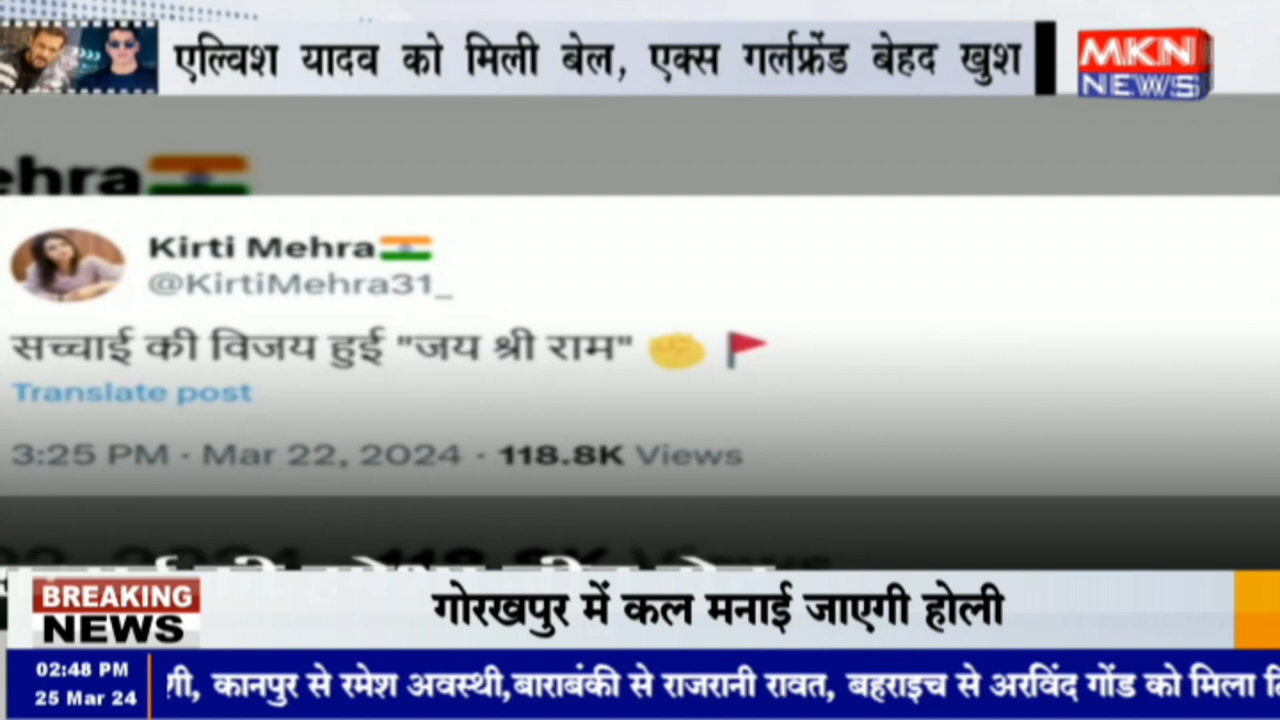 एल्विश यादव को मिली बेल, एक्स गर्लफ्रेंड बेहद खुश
MKN
NEWS
ehra
Kirti Mehra
@KirtiMehra31_
सच्चाई की विजय हुई "जय श्री राम"
Translate post
3:25 PM · Mar 22, 2024 · 118.8K Views
BREAKING
NEWS
गोरखपुर में कल मनाई जाएगी होली
02:48 PM
25 Mar 24
कानपुर से रमेश अवस्थी,बाराबंकी से राजरानी रावत, बहराइच से अरविंद गोंड को मिला